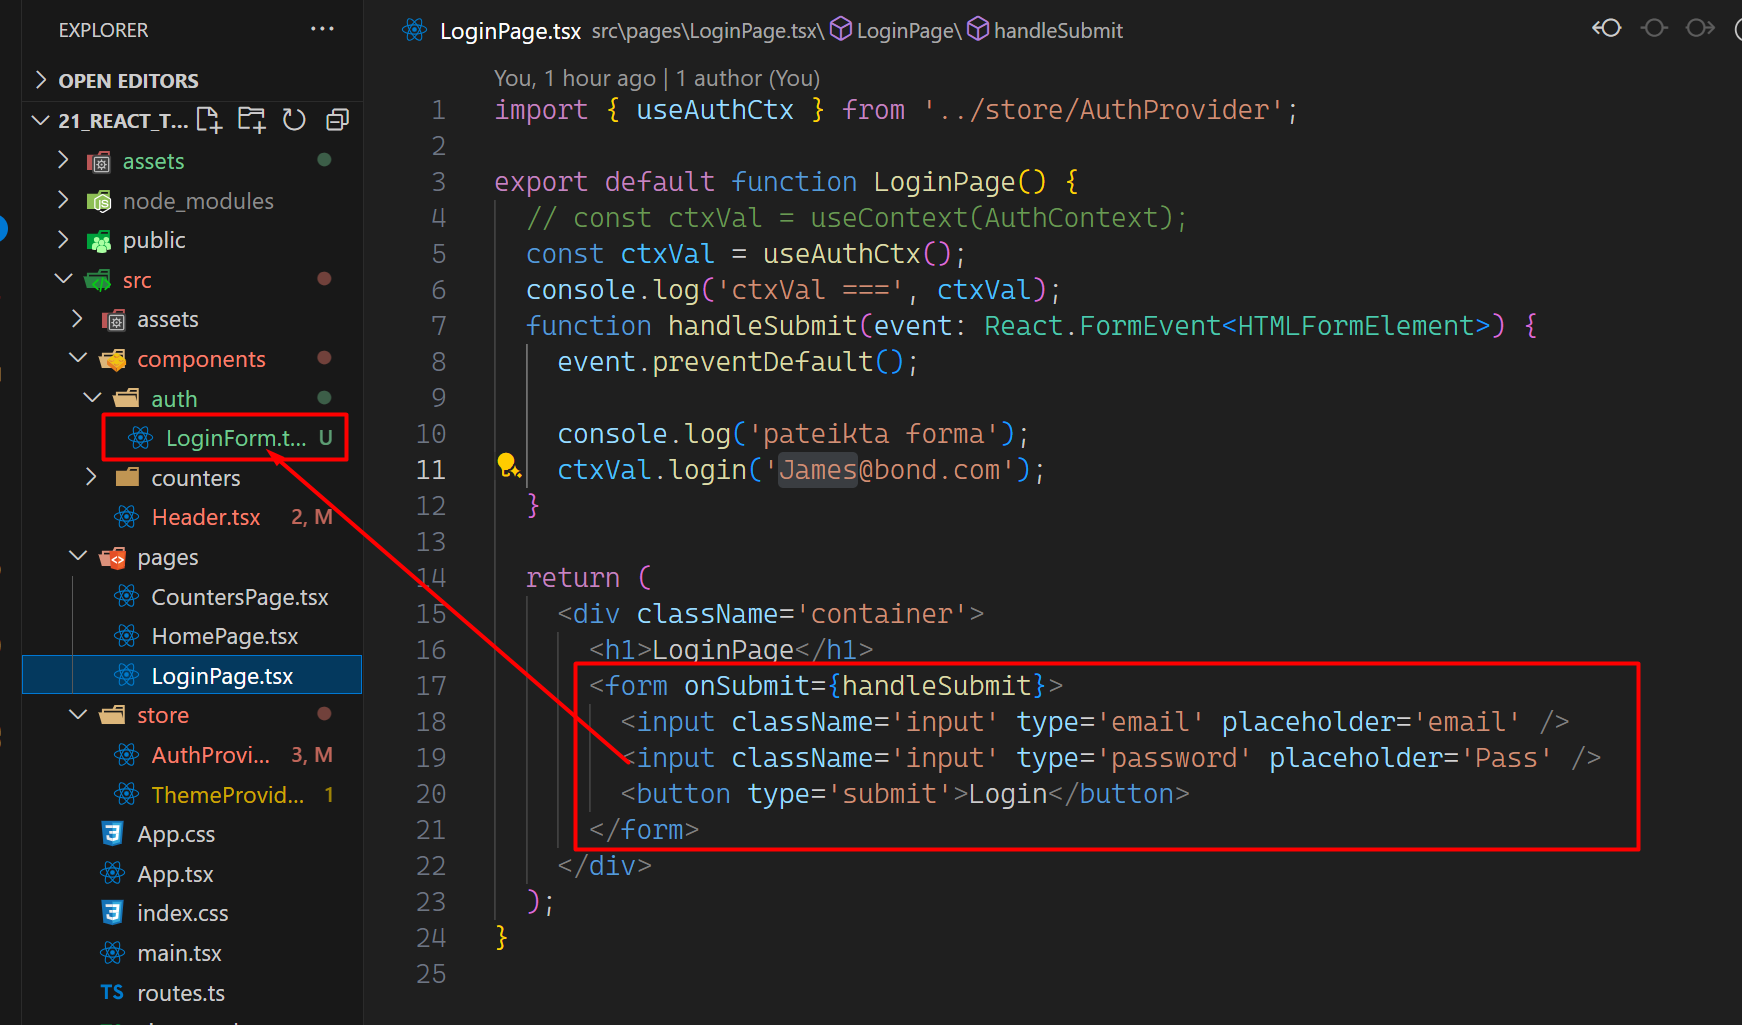 EXPLORER ···
OPEN EDITORS
21_REACT_T...
assets
node_modules
public
src
assets
components
auth
LoginForm.t... U
counters
Header.tsx 2, M
pages
CountersPage.tsx
HomePage.tsx
LoginPage.tsx
store
AuthProvi... 3, M
ThemeProvid... 1
App.css
App.tsx
index.css
main.tsx
TS routes.ts
LoginPage.tsx src\pages\LoginPage.tsx\ LoginPage\ handleSubmit
You, 1 hour ago | 1 author (You)
1 import { useAuthCtx } from '../store/AuthProvider';
2
3 export default function LoginPage() {
4 // const ctxVal = useContext(AuthContext);
5 const ctxVal = useAuthCtx();
6 console.log('ctxVal ===', ctxVal);
7 function handleSubmit(event: React.FormEvent<HTMLFormElement>) {
8 event.preventDefault();
9
10 console.log('pateikta forma');
11 ctxVal.login('James@bond.com');
12 }
13
14 return (
15 <div className='container'>
16 <h1>LoginPage</h1>
17 <form onSubmit={handleSubmit}>
18 <input className='input' type='email' placeholder='email' />
19 <input className='input' type='password' placeholder='Pass' />
20 <button type='submit'>Login</button>
21 </form>
22 </div>
23 );
24 }
25